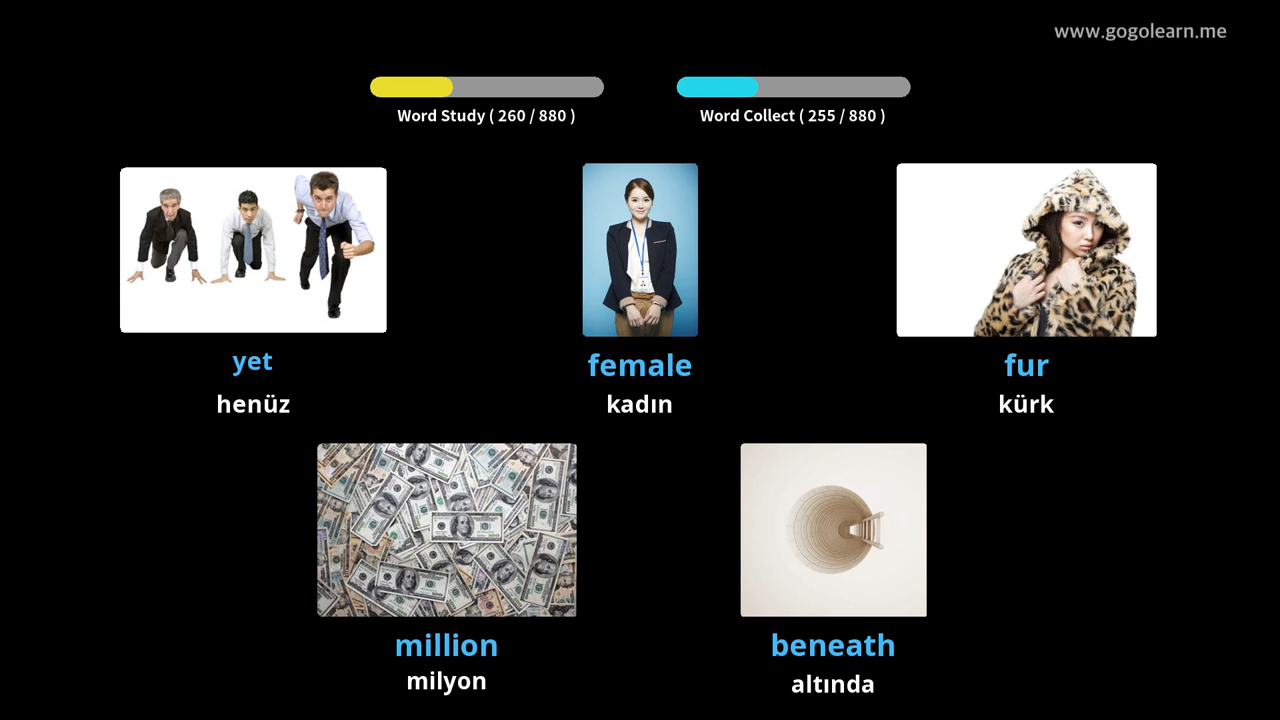 www.gogolearn.me
Word Study ( 260 / 880 )
Word Collect ( 255 / 880 )
yet
henüz
female
kadın
fur
kürk
million
milyon
beneath
altında